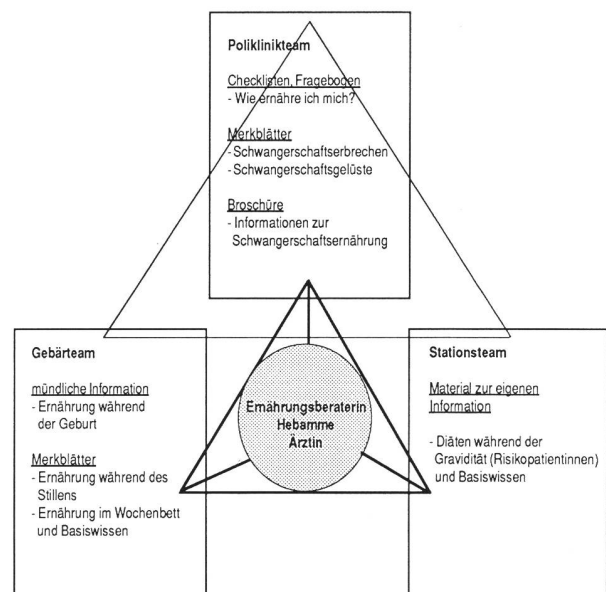 Poliklinikteam
Checklisten, Fragebogen
- Wie ernähre ich mich?
Merkblätter
- Schwangerschaftserbrechen
- Schwangerschaftsgelüste
Broschüre
- Informationen zur
Schwangerschaftsernährung
Gebärteam
mündliche Information
- Ernährung während
der Geburt
Merkblätter
- Ernährung während des
Stillens
- Ernährung im Wochenbett
und Basiswissen
Ernährungsberaterin
Hebamme
Ärztin
Stationsteam
Material zur eigenen
Information
- Diäten während der
Gravidität (Risikopatientinnen)
und Basiswissen